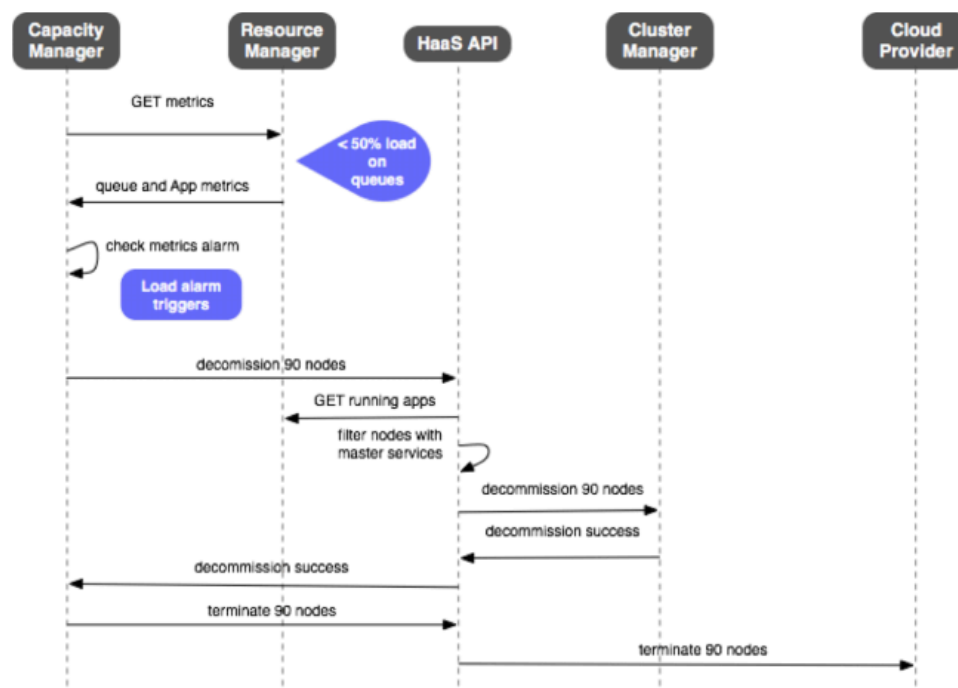 Capacity
Manager
Resource
Manager
HaaS API
Cluster
Manager
Cloud
Provider
GET metrics
< 50% load
on
queues
queue and App metrics
check metrics alarm
Load alarm
triggers
decomission 90 nodes
GET running apps
filter nodes with
master services
decommission 90 nodes
decommission success
decommission success
terminate 90 nodes
terminate 90 nodes